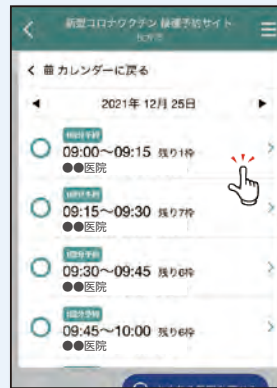 新型コロナワクチン 接種予約サイト
前 カレンダーに戻る
2021年 12月 25日
09:00〜09:15 残り1枠
●●医院
09:15〜09:30 残り7枠
●●医院
09:30〜09:45 残り6枠
●●医院
09:45〜10:00 残り6枠
●●医院